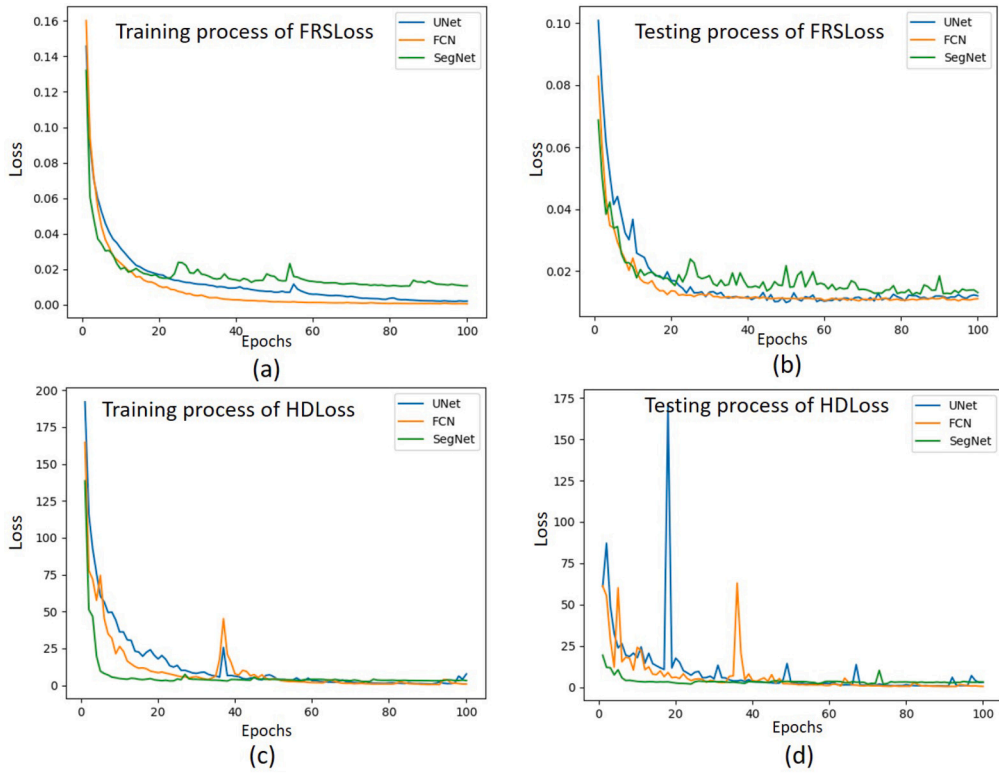 Training process of FRSLoss
UNet
FCN
SegNet
0.16
0.14
0.12
0.10
0.08
0.06
0.04
0.02
0.00
Loss
0 20 40 60 80 100
Epochs
(a)
Testing process of FRSLoss
UNet
FCN
SegNet
0.10
0.08
0.06
0.04
0.02
Loss
0 20 40 60 80 100
Epochs
(b)
Training process of HDLoss
UNet
FCN
SegNet
200
175
150
125
100
75
50
25
0
Loss
0 20 40 60 80 100
Epochs
(c)
Testing process of HDLoss
UNet
FCN
SegNet
175
150
125
100
75
50
25
0
Loss
0 20 40 60 80 100
Epochs
(d)